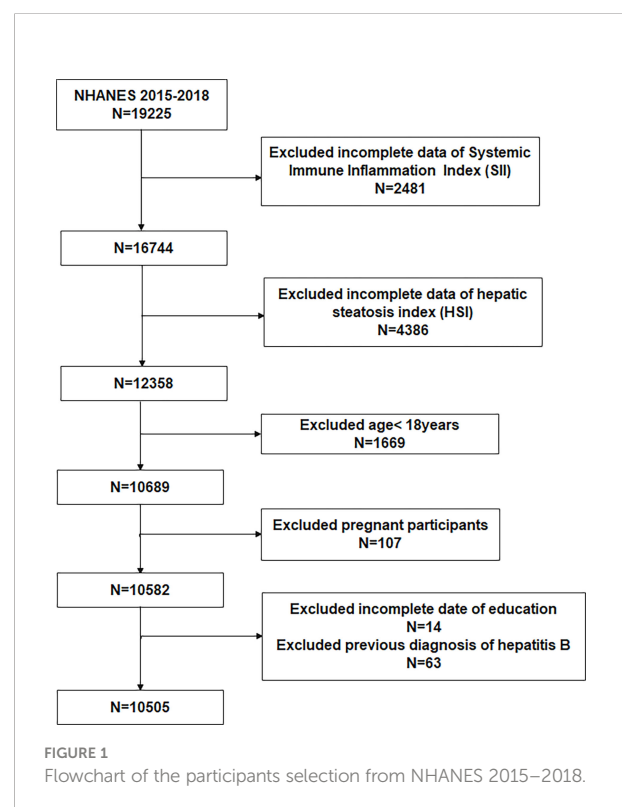 NHANES 2015-2018
N=19225
Excluded incomplete data of Systemic
Immune Inflammation Index (SII)
N=2481
N=16744
Excluded incomplete data of hepatic
steatosis index (HSI)
N=4386
N=12358
Excluded age< 18years
N=1669
N=10689
Excluded pregnant participants
N=107
N=10582
Excluded incomplete date of education
N=14
Excluded previous diagnosis of hepatitis B
N=63
N=10505
FIGURE 1
Flowchart of the participants selection from NHANES 2015–2018.